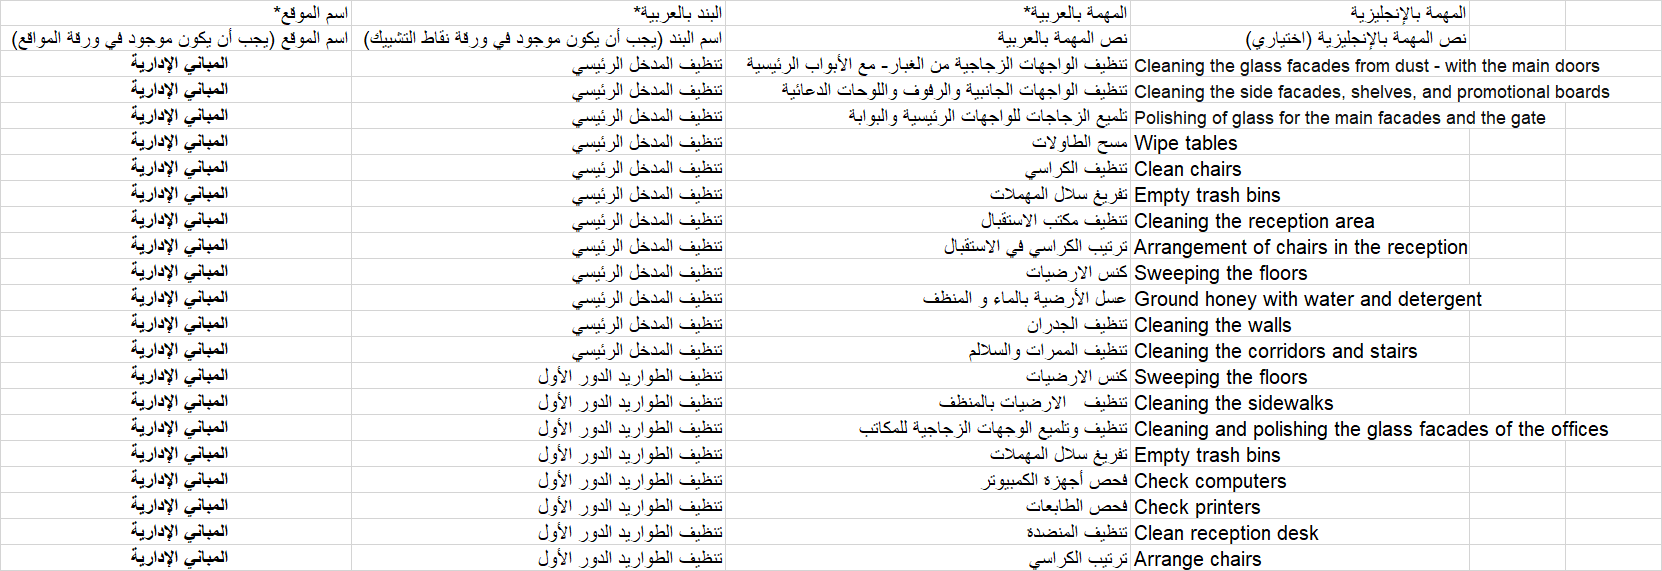 اسم الموقع* البند بالعربية* المهمة بالعربية* المهمة بالإنجليزية
اسم الموقع (يجب أن يكون موجود في ورقة المواقع) اسم البند (يجب أن يكون موجود في ورقة نقاط التشييك) نص المهمة بالعربية نص المهمة بالإنجليزية (اختياري)
المباني الإدارية تنظيف المدخل الرئيسي تنظيف الواجهات الزجاجية من الغبار- مع الأبواب الرئيسية Cleaning the glass facades from dust - with the main doors
المباني الإدارية تنظيف المدخل الرئيسي تنظيف الواجهات الجانبية والرفوف واللوحات الدعائية Cleaning the side facades, shelves, and promotional boards
المباني الإدارية تنظيف المدخل الرئيسي تلميع الزجاجات للواجهات الرئيسية والبوابة Polishing of glass for the main facades and the gate
المباني الإدارية تنظيف المدخل الرئيسي مسح الطاولات Wipe tables
المباني الإدارية تنظيف المدخل الرئيسي تنظيف الكراسي Clean chairs
المباني الإدارية تنظيف المدخل الرئيسي تفريغ سلال المهملات Empty trash bins
المباني الإدارية تنظيف المدخل الرئيسي تنظيف مكتب الاستقبال Cleaning the reception area
المباني الإدارية تنظيف المدخل الرئيسي ترتيب الكراسي في الاستقبال Arrangement of chairs in the reception
المباني الإدارية تنظيف المدخل الرئيسي كنس الارضيات Sweeping the floors
المباني الإدارية تنظيف المدخل الرئيسي عسل الأرضية بالماء و المنظف Ground honey with water and detergent
المباني الإدارية تنظيف المدخل الرئيسي تنظيف الجدران Cleaning the walls
المباني الإدارية تنظيف المدخل الرئيسي تنظيف الممرات والسلالم Cleaning the corridors and stairs
المباني الإدارية تنظيف الطواريد الدور الأول كنس الارضيات Sweeping the floors
المباني الإدارية تنظيف الطواريد الدور الأول تنظيف الارضيات بالمنظف Cleaning the sidewalks
المباني الإدارية تنظيف الطواريد الدور الأول تنظيف وتلميع الوجهات الزجاجية للمكاتب Cleaning and polishing the glass facades of the offices
المباني الإدارية تنظيف الطواريد الدور الأول تفريغ سلال المهملات Empty trash bins
المباني الإدارية تنظيف الطواريد الدور الأول فحص أجهزة الكمبيوتر Check computers
المباني الإدارية تنظيف الطواريد الدور الأول فحص الطابعات Check printers
المباني الإدارية تنظيف الطواريد الدور الأول تنظيف المنضدة Clean reception desk
المباني الإدارية تنظيف الطواريد الدور الأول ترتيب الكراسي Arrange chairs